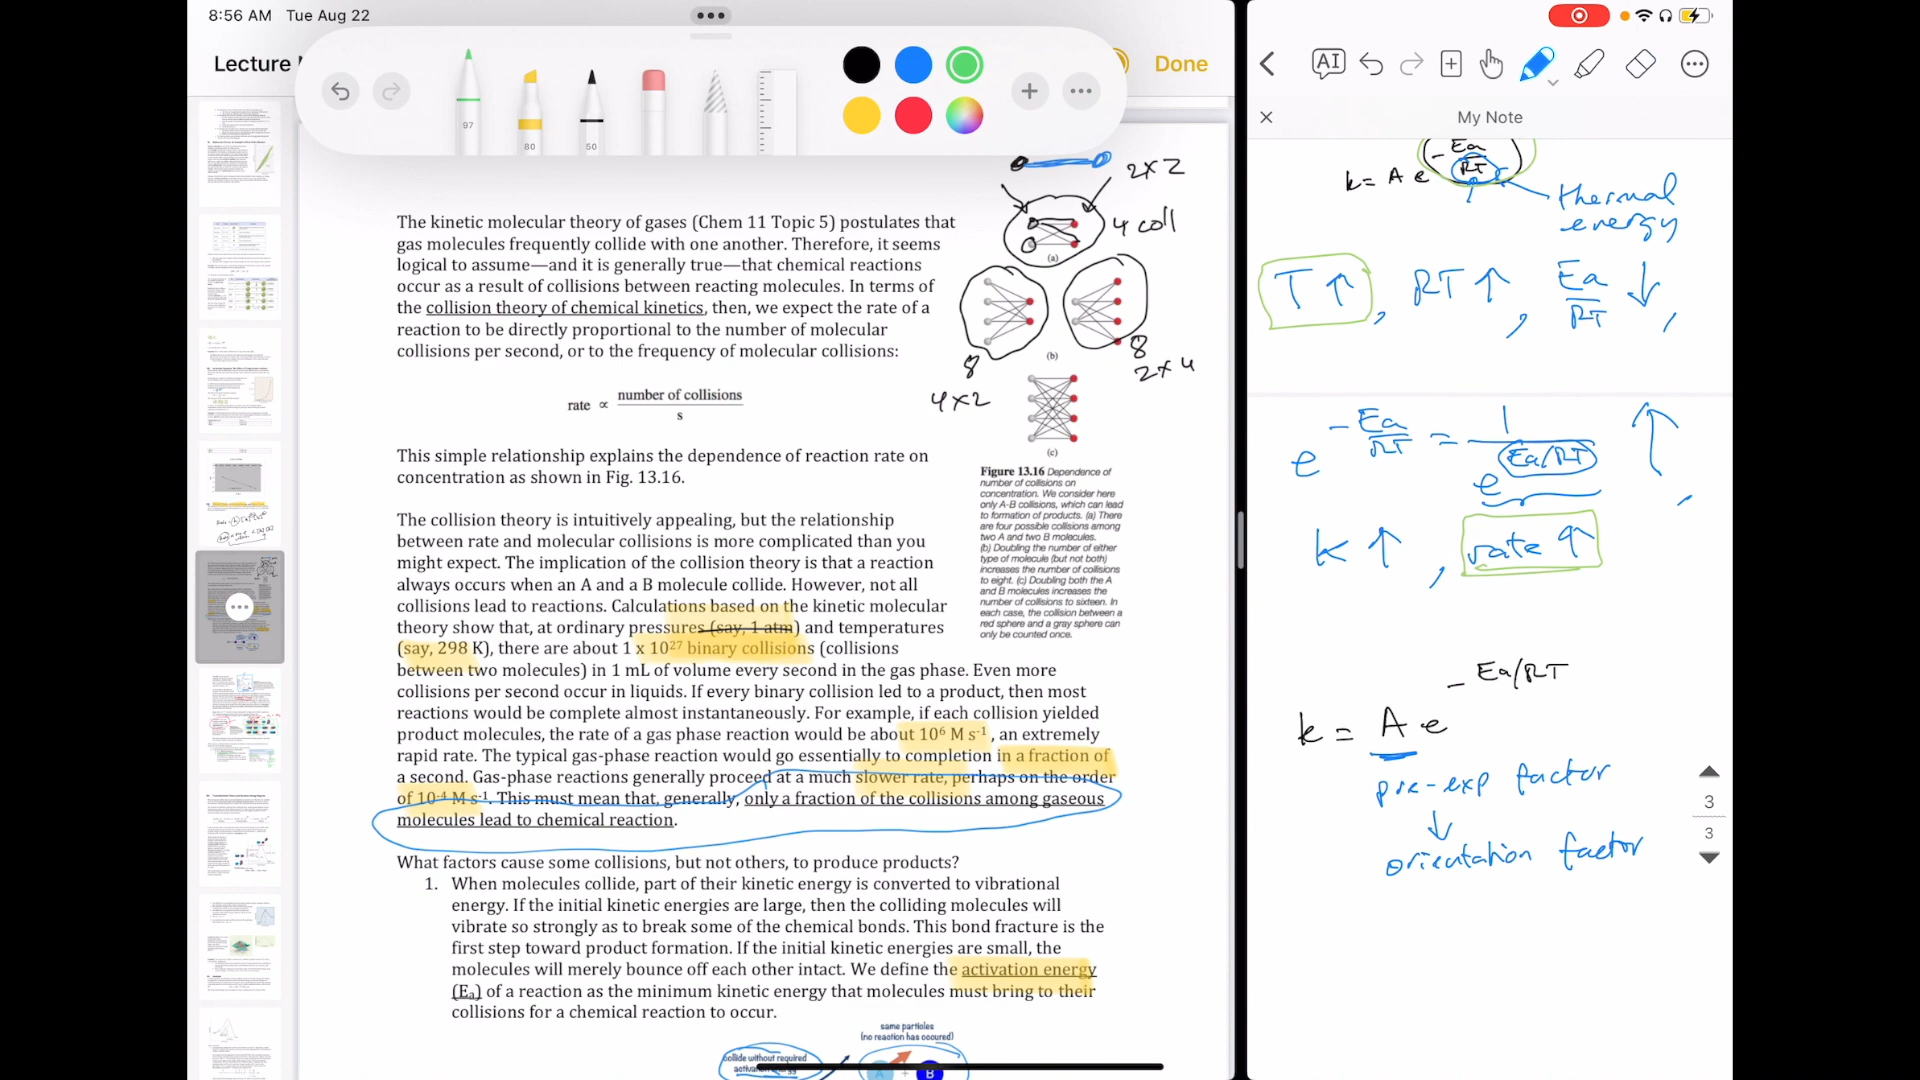 8:56 AM Tue Aug 22
Lecture
Done
97
80
50
The kinetic molecular theory of gases (Chem 11 Topic 5) postulates that
gas molecules frequently collide with one another. Therefore, it seems
logical to assume—and it is generally true—that chemical reactions
occur as a result of collisions between reacting molecules. In terms of
the collision theory of chemical kinetics, then, we expect the rate of a
reaction to be directly proportional to the number of molecular
collisions per second, or to the frequency of molecular collisions:
rate ∝ number of collisions
s
This simple relationship explains the dependence of reaction rate on
concentration as shown in Fig. 13.16.
The collision theory is intuitively appealing, but the relationship
between rate and molecular collisions is more complicated than you
might expect. The implication of the collision theory is that a reaction
always occurs when an A and a B molecule collide. However, not all
collisions lead to reactions. Calculations based on the kinetic molecular
theory show that, at ordinary pressures (say, 1 atm) and temperatures
(say, 298 K), there are about 1 x 10²⁷ binary collisions (collisions
between two molecules) in 1 mL of volume every second in the gas phase. Even more
collisions per second occur in liquids. If every binary collision led to a product, then most
reactions would be complete almost instantaneously. For example, if each collision yielded
product molecules, the rate of a gas phase reaction would be about 10⁶ M s⁻¹, an extremely
rapid rate. The typical gas-phase reaction would go essentially to completion in a fraction of
a second. Gas-phase reactions generally proceed at a much slower rate, perhaps on the order
of 10⁻⁴ M s⁻¹. This must mean that, generally, only a fraction of the collisions among gaseous
molecules lead to chemical reaction.
What factors cause some collisions, but not others, to produce products?
1. When molecules collide, part of their kinetic energy is converted to vibrational
energy. If the initial kinetic energies are large, then the colliding molecules will
vibrate so strongly as to break some of the chemical bonds. This bond fracture is the
first step toward product formation. If the initial kinetic energies are small, the
molecules will merely bounce off each other intact. We define the activation energy
(Eₐ) of a reaction as the minimum kinetic energy that molecules must bring to their
collisions for a chemical reaction to occur.
same particles
(no reaction has occured)
collide without required
A + B
2 x 2
4 coll
(a)
(b)
8
8
2 x 4
4 x 2
(c)
Figure 13.16 Dependence of
number of collisions on
concentration. We consider here
only A-B collisions, which can lead
to formation of products. (a) There
are four possible collisions among
two A and two B molecules.
(b) Doubling the number of either
type of molecule (but not both)
increases the number of collisions
to eight. (c) Doubling both the A
and B molecules increases the
number of collisions to sixteen. In
each case, the collision between a
red sphere and a gray sphere can
only be counted once.
AI
My Note
k = A e
- Ea
RT
thermal
energy
T ↑, RT ↑, Ea/RT ↓,
e^(-Ea/RT) = 1/e^(Ea/RT) ↑,
k ↑, rate ↑
- Ea/RT
k = A e
pre-exp factor
↓
orientation factor
3
3